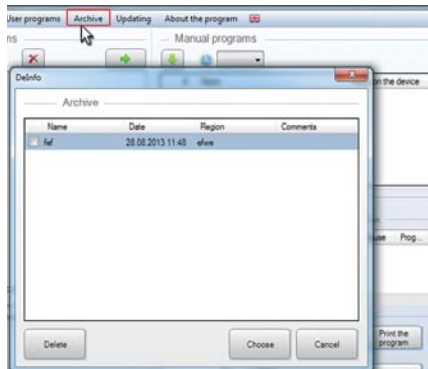 User programs Archive Updating About the program
Manual programs
DeInfo
on the device
Archive
Name Date Region Comments
fef 28.08.2013 11:48 efwe
Prog...
Delete Choose Cancel
Print the
program